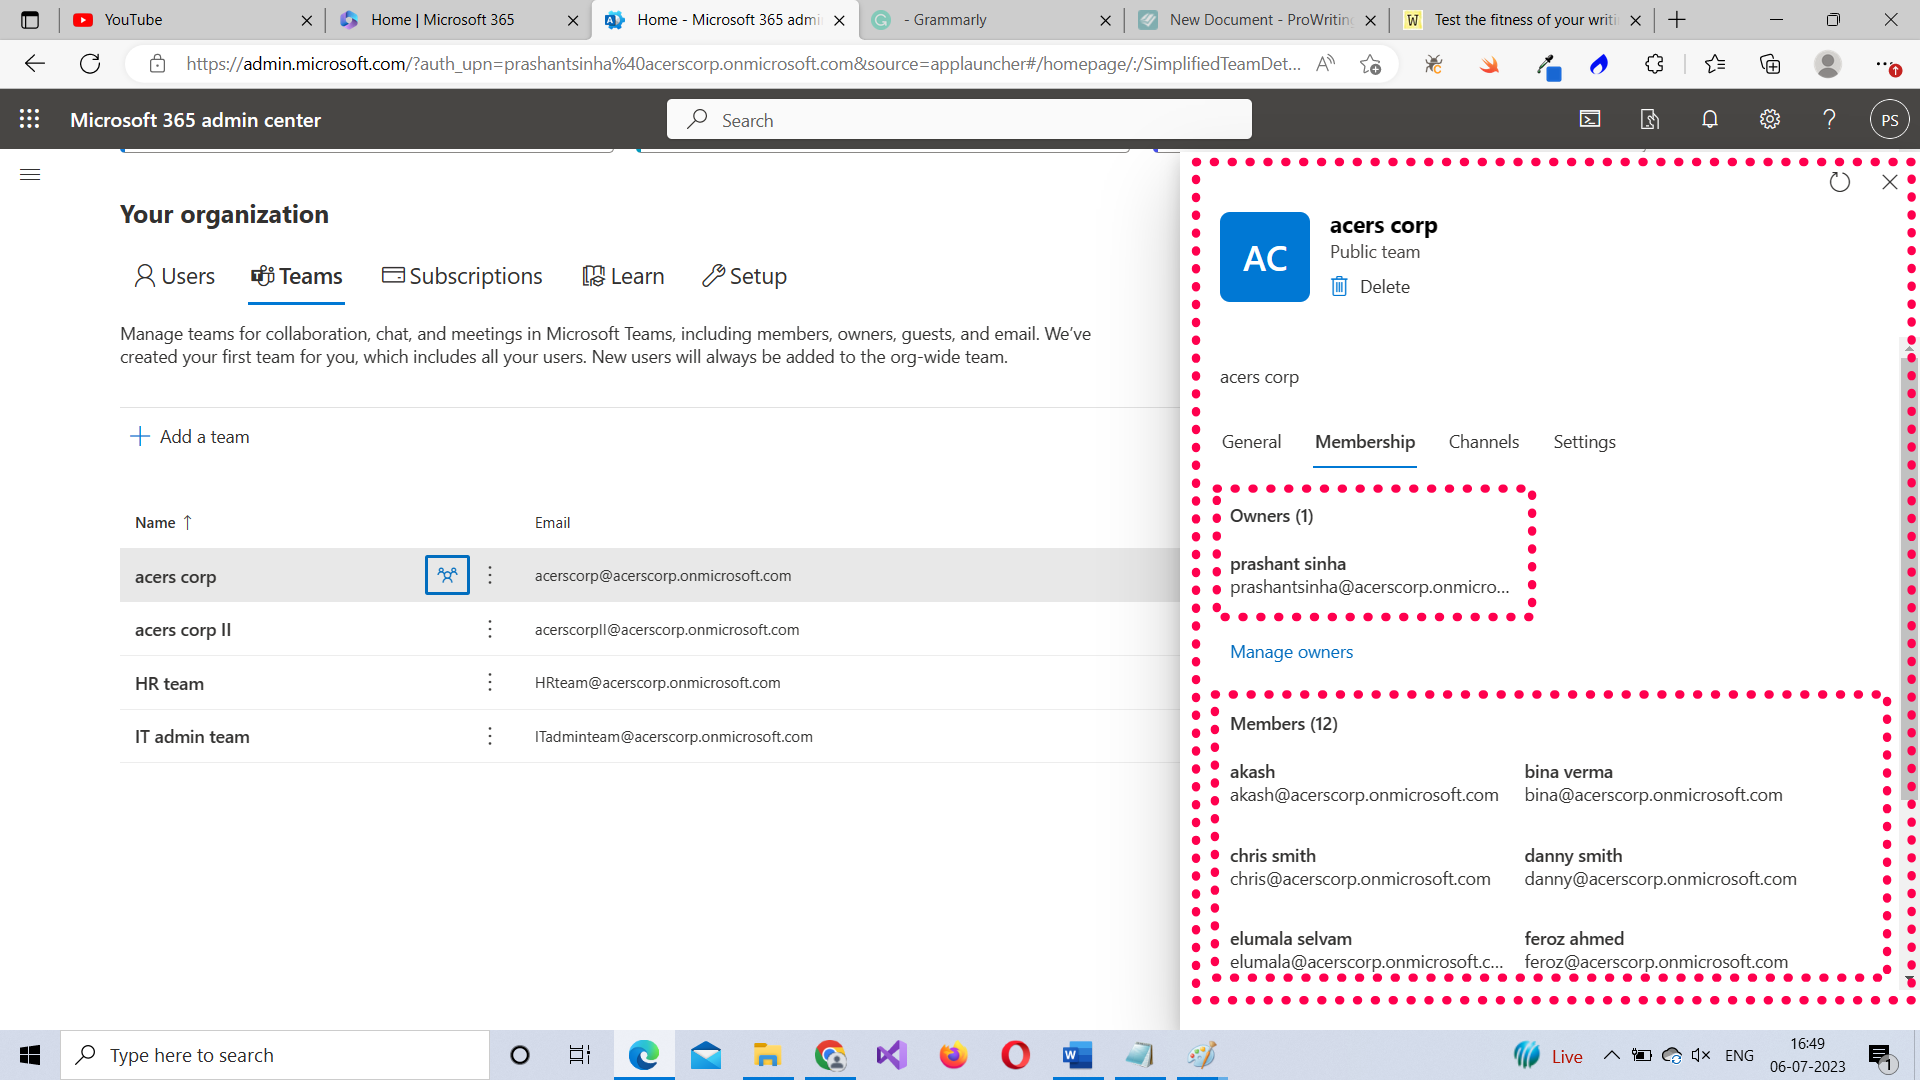 YouTube
Home | Microsoft 365
Home - Microsoft 365 admi
- Grammarly
New Document - ProWriting
Test the fitness of your writi
https://admin.microsoft.com/?auth_upn=prashantsinha%40acerscorp.onmicrosoft.com&source=applauncher#/homepage/:/SimplifiedTeamDet...
Microsoft 365 admin center
Search
PS
Your organization
Users
Teams
Subscriptions
Learn
Setup
Manage teams for collaboration, chat, and meetings in Microsoft Teams, including members, owners, guests, and email. We’ve
created your first team for you, which includes all your users. New users will always be added to the org-wide team.
Add a team
Name ↑
Email
acers corp
acerscorp@acerscorp.onmicrosoft.com
acers corp II
acerscorpII@acerscorp.onmicrosoft.com
HR team
HRteam@acerscorp.onmicrosoft.com
IT admin team
ITadminteam@acerscorp.onmicrosoft.com
AC
acers corp
Public team
Delete
acers corp
General
Membership
Channels
Settings
Owners (1)
prashant sinha
prashantsinha@acerscorp.onmicro...
Manage owners
Members (12)
akash
akash@acerscorp.onmicrosoft.com
bina verma
bina@acerscorp.onmicrosoft.com
chris smith
chris@acerscorp.onmicrosoft.com
danny smith
danny@acerscorp.onmicrosoft.com
elumala selvam
elumala@acerscorp.onmicrosoft.c...
feroz ahmed
feroz@acerscorp.onmicrosoft.com
Type here to search
Live
ENG
16:49
06-07-2023
1